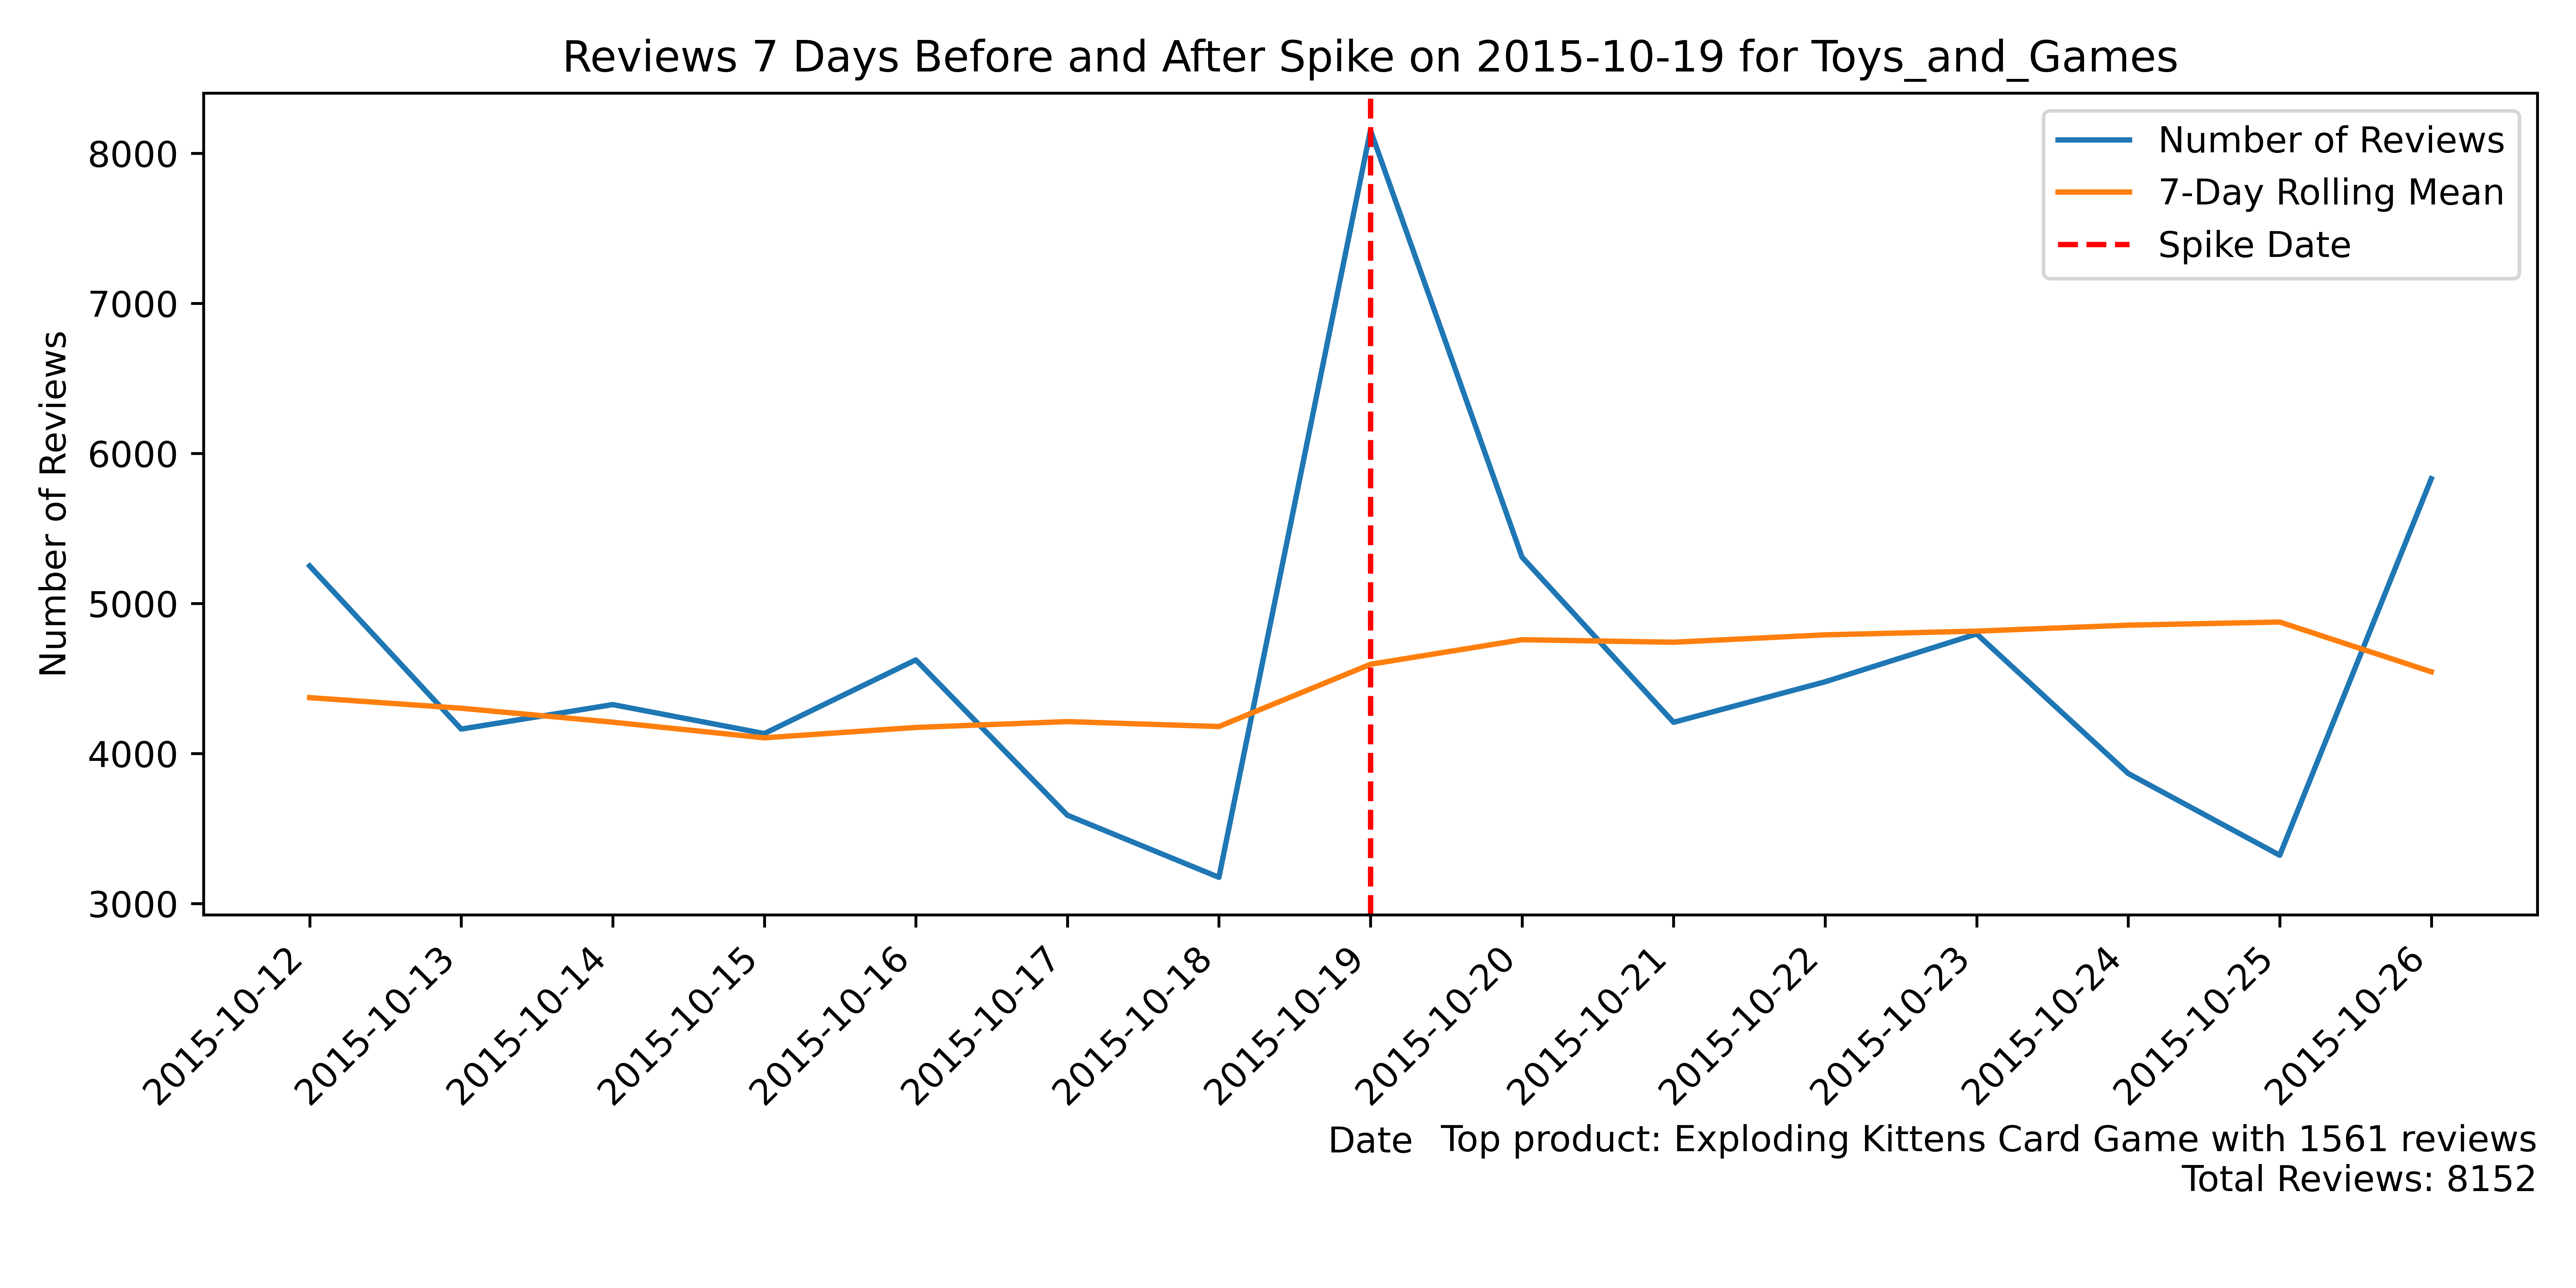 Reviews 7 Days Before and After Spike on 2015-10-19 for Toys_and_Games
Number of Reviews
7-Day Rolling Mean
Spike Date
Number of Reviews
8000
7000
6000
5000
4000
3000
2015-10-12
2015-10-13
2015-10-14
2015-10-15
2015-10-16
2015-10-17
2015-10-18
2015-10-19
2015-10-20
2015-10-21
2015-10-22
2015-10-23
2015-10-24
2015-10-25
2015-10-26
Date
Top product: Exploding Kittens Card Game with 1561 reviews
Total Reviews: 8152